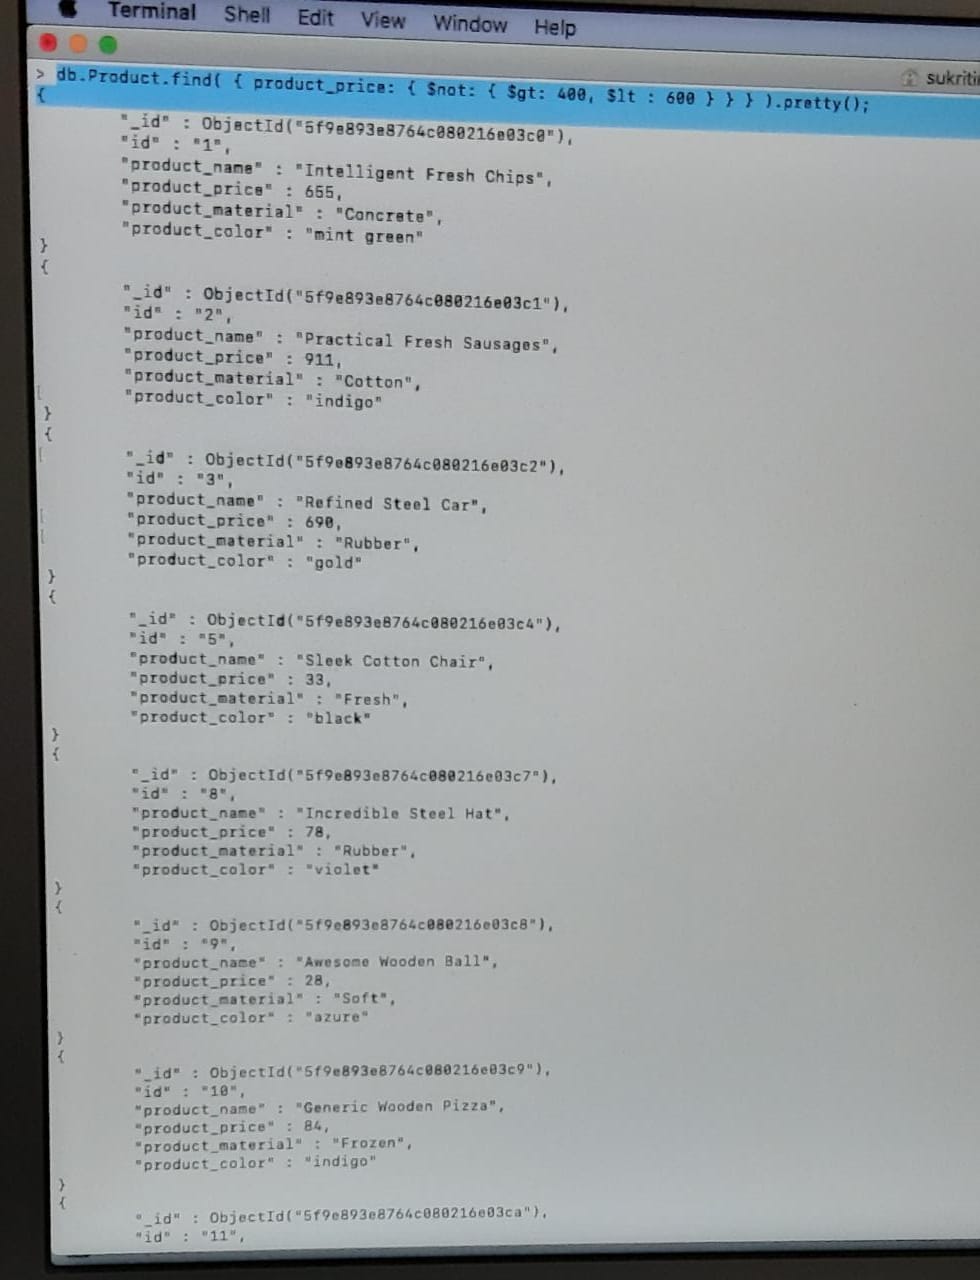 Terminal Shell Edit View Window Help
> db.Product.find( { product_price: { $not: { $gt: 400, $lt : 600 } } } ).pretty();
{
"_id" : ObjectId("5f9e893e8764c080216e03c0"),
"id" : "1",
"product_name" : "Intelligent Fresh Chips",
"product_price" : 655,
"product_material" : "Concrete",
"product_color" : "mint green"
}
{
"_id" : ObjectId("5f9e893e8764c080216e03c1"),
"id" : "2",
"product_name" : "Practical Fresh Sausages",
"product_price" : 911,
"product_material" : "Cotton",
"product_color" : "indigo"
}
{
"_id" : ObjectId("5f9e893e8764c080216e03c2"),
"id" : "3",
"product_name" : "Refined Steel Car",
"product_price" : 690,
"product_material" : "Rubber",
"product_color" : "gold"
}
{
"_id" : ObjectId("5f9e893e8764c080216e03c4"),
"id" : "5",
"product_name" : "Sleek Cotton Chair",
"product_price" : 33,
"product_material" : "Fresh",
"product_color" : "black"
}
{
"_id" : ObjectId("5f9e893e8764c080216e03c7"),
"id" : "8",
"product_name" : "Incredible Steel Hat",
"product_price" : 78,
"product_material" : "Rubber",
"product_color" : "violet"
}
{
"_id" : ObjectId("5f9e893e8764c080216e03c8"),
"id" : "9",
"product_name" : "Awesome Wooden Ball",
"product_price" : 28,
"product_material" : "Soft",
"product_color" : "azure"
}
{
"_id" : ObjectId("5f9e893e8764c080216e03c9"),
"id" : "10",
"product_name" : "Generic Wooden Pizza",
"product_price" : 84,
"product_material" : "Frozen",
"product_color" : "indigo"
}
{
"_id" : ObjectId("5f9e893e8764c080216e03ca"),
"id" : "11",